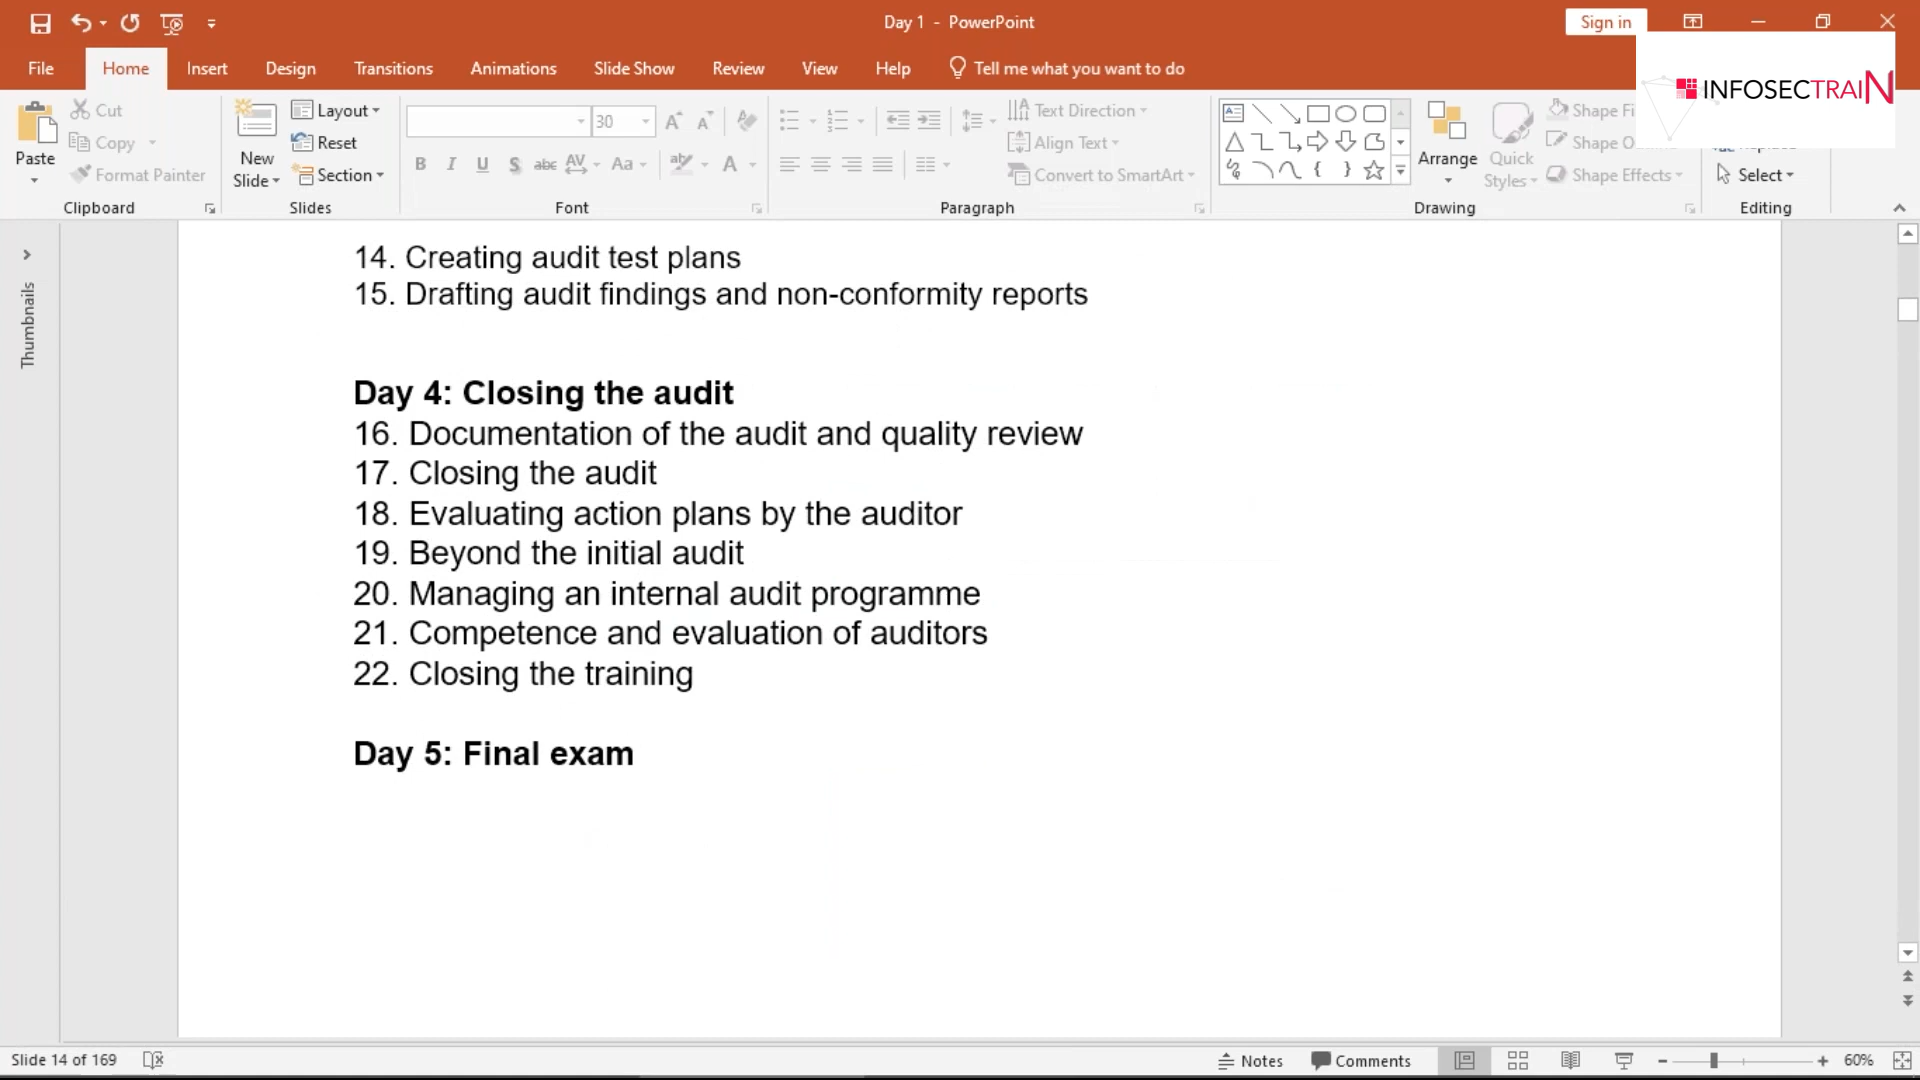 Day 1 - PowerPoint
Sign in
File Home Insert Design Transitions Animations Slide Show Review View Help Tell me what you want to do
INFOSECTRAIN
Paste
Cut
Copy
Format Painter
Clipboard
New Slide
Layout
Reset
Section
Slides
30
B I U S abc AV Aa A
Font
Text Direction
Align Text
Convert to SmartArt
Paragraph
Arrange
Quick Styles
Shape Effects
Drawing
Select
Editing
Thumbnails
14. Creating audit test plans
15. Drafting audit findings and non-conformity reports
Day 4: Closing the audit
16. Documentation of the audit and quality review
17. Closing the audit
18. Evaluating action plans by the auditor
19. Beyond the initial audit
20. Managing an internal audit programme
21. Competence and evaluation of auditors
22. Closing the training
Day 5: Final exam
Slide 14 of 169
Notes
Comments
60%